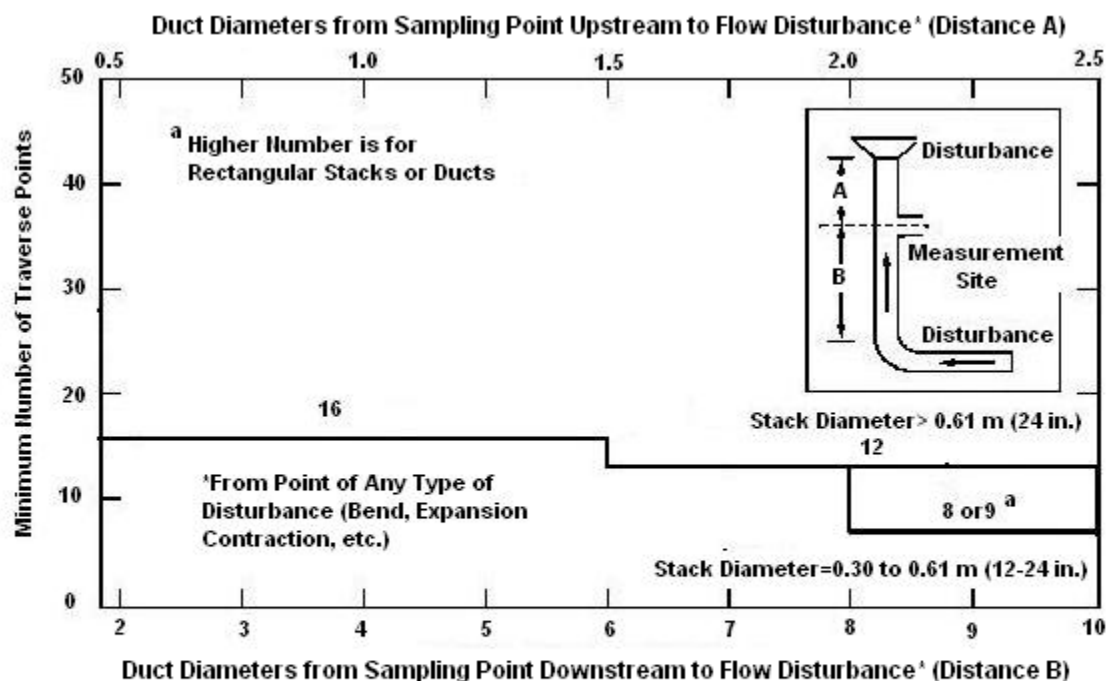 Duct Diameters from Sampling Point Upstream to Flow Disturbance* (Distance A)
0.5 1.0 1.5 2.0 2.5
50
40
30
20
10
0
Minimum Number of Traverse Points
a Higher Number is for
Rectangular Stacks or Ducts
Disturbance
A
Measurement
Site
B
Disturbance
16
Stack Diameter> 0.61 m (24 in.)
12
*From Point of Any Type of
Disturbance (Bend, Expansion
Contraction, etc.)
8 or9 a
Stack Diameter=0.30 to 0.61 m (12-24 in.)
2 3 4 5 6 7 8 9 10
Duct Diameters from Sampling Point Downstream to Flow Disturbance* (Distance B)